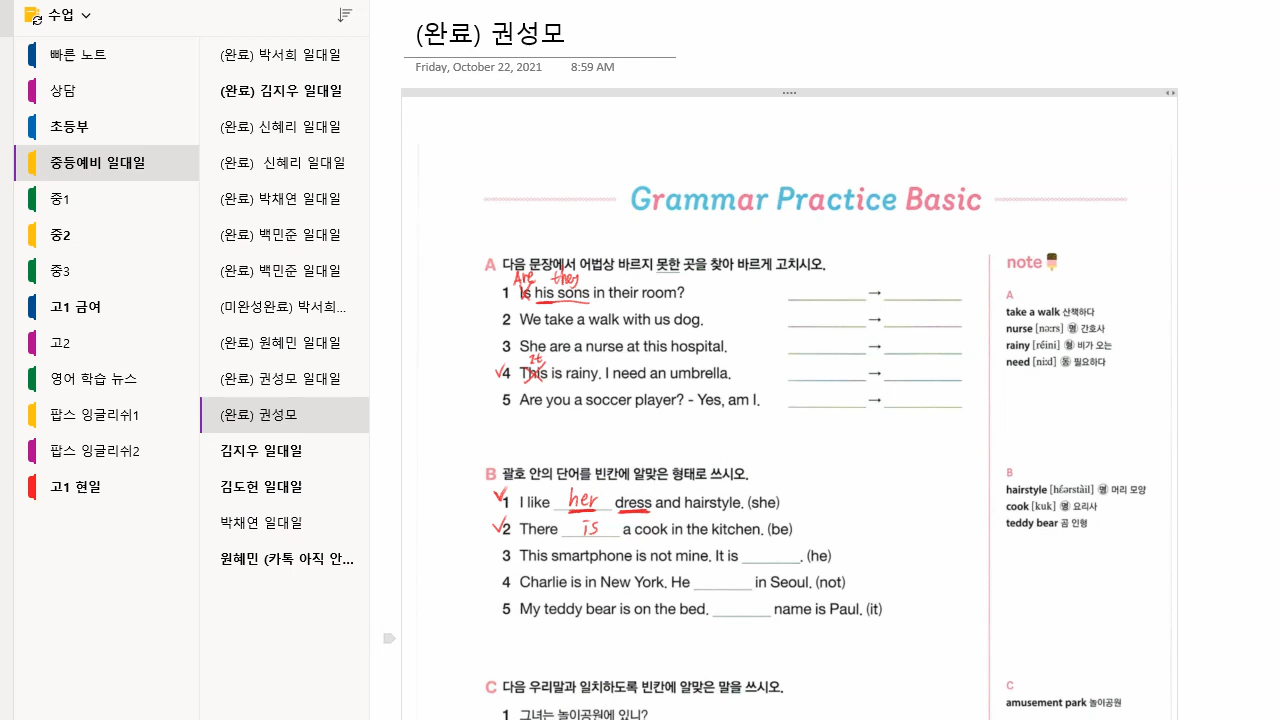 수업
빠른 노트
상담
초등부
중등예비 일대일
중1
중2
중3
고1 금여
고2
영어 학습 뉴스
팝스 잉글리쉬1
팝스 잉글리쉬2
고1 현일
(완료) 박서희 일대일
(완료) 김지우 일대일
(완료) 신혜리 일대일
(완료) 신혜리 일대일
(완료) 박채연 일대일
(완료) 백민준 일대일
(완료) 백민준 일대일
(미완성완료) 박서희...
(완료) 원혜민 일대일
(완료) 권성모 일대일
(완료) 권성모
김지우 일대일
김도헌 일대일
박채연 일대일
원혜민 (카톡 아직 안...
(완료) 권성모
Friday, October 22, 2021 8:59 AM
Grammar Practice Basic
A 다음 문장에서 어법상 바르지 못한 곳을 찾아 바르게 고치시오.
Are they
1 Is his sons in their room? →
2 We take a walk with us dog. →
3 She are a nurse at this hospital. →
It
4 This is rainy. I need an umbrella. →
5 Are you a soccer player? - Yes, am I. →
B 괄호 안의 단어를 빈칸에 알맞은 형태로 쓰시오.
1 I like her dress and hairstyle. (she)
2 There is a cook in the kitchen. (be)
3 This smartphone is not mine. It is ______. (he)
4 Charlie is in New York. He ______ in Seoul. (not)
5 My teddy bear is on the bed. ______ name is Paul. (it)
C 다음 우리말과 일치하도록 빈칸에 알맞은 말을 쓰시오.
1 그녀는 놀이공원에 있니?
note
A
take a walk 산책하다
nurse [nəːrs] 명 간호사
rainy [réini] 형 비가 오는
need [niːd] 동 필요하다
B
hairstyle [hέərstàil] 명 머리 모양
cook [kuk] 명 요리사
teddy bear 곰 인형
C
amusement park 놀이공원